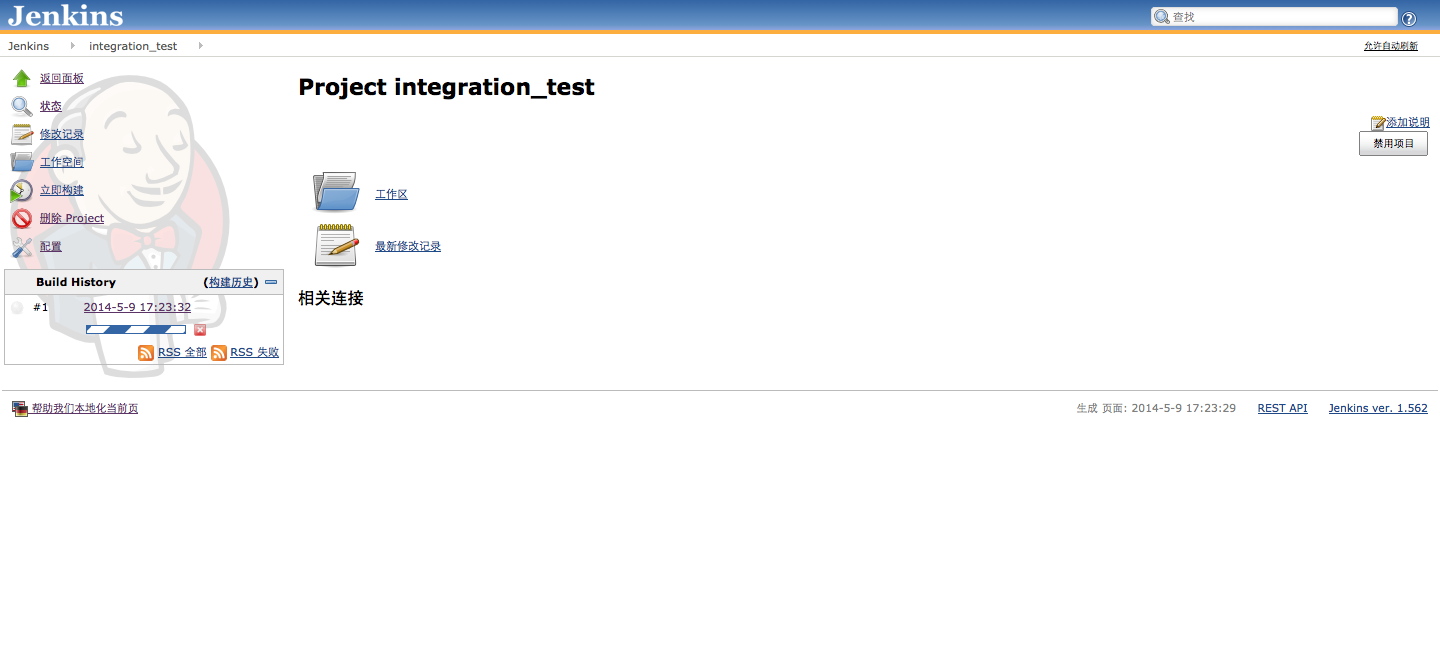 Jenkins
查找
Jenkins integration_test
允许自动刷新
返回面板
状态
修改记录
工作空间
立即构建
删除 Project
配置
Build History (构建历史)
#1 2014-5-9 17:23:32
RSS 全部 RSS 失败
Project integration_test
添加说明
禁用项目
工作区
最新修改记录
相关连接
帮助我们本地化当前页
生成 页面: 2014-5-9 17:23:29 REST API Jenkins ver. 1.562